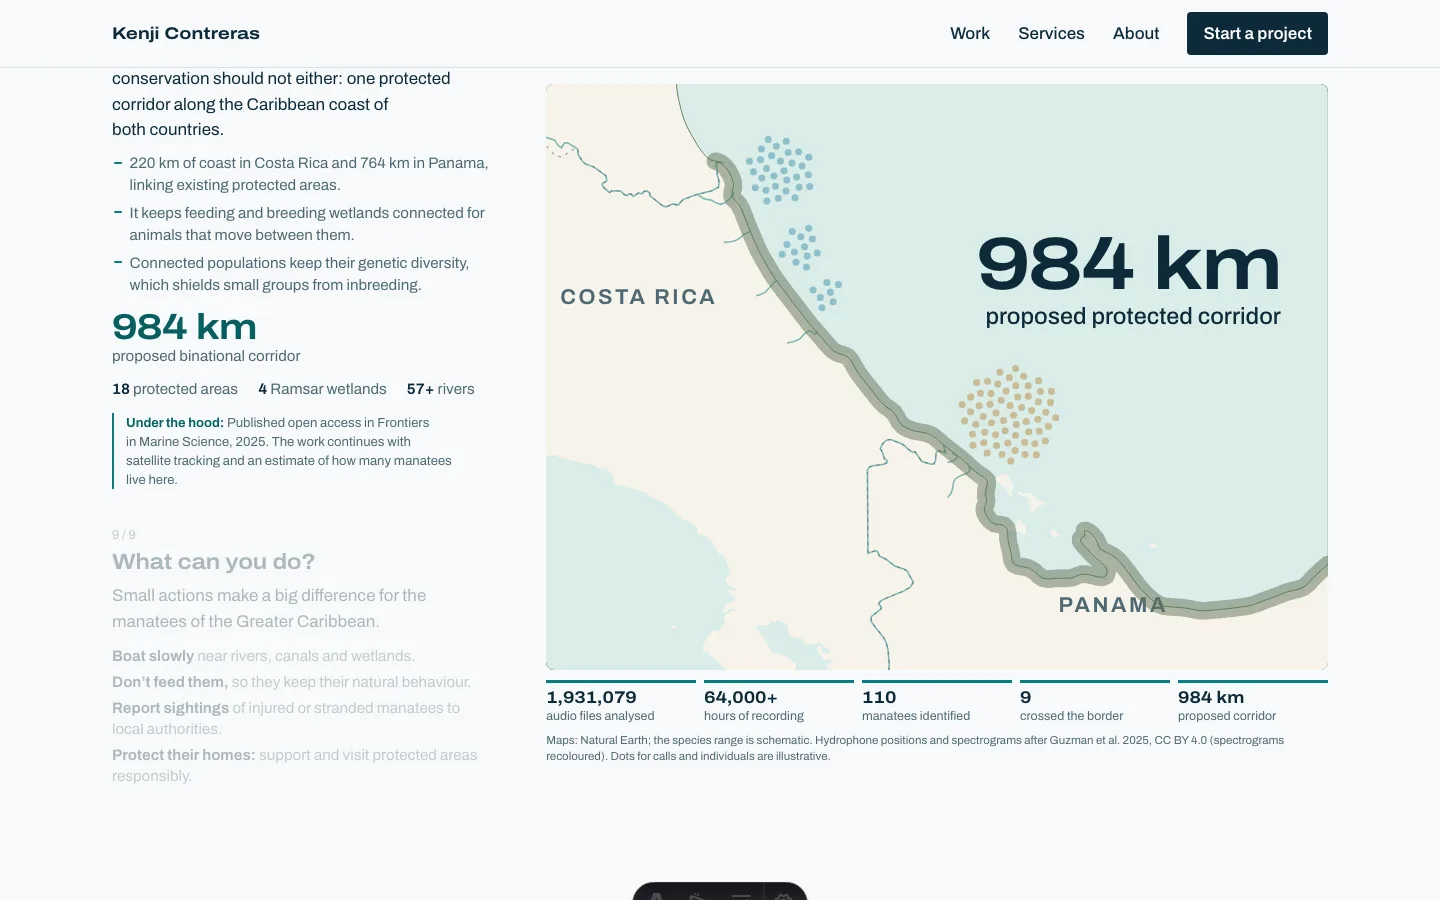 Kenji Contreras
Work
Services
About
Start a project
conservation should not either: one protected
corridor along the Caribbean coast of
both countries.
– 220 km of coast in Costa Rica and 764 km in Panama,
linking existing protected areas.
– It keeps feeding and breeding wetlands connected for
animals that move between them.
– Connected populations keep their genetic diversity,
which shields small groups from inbreeding.
984 km
proposed binational corridor
18 protected areas 4 Ramsar wetlands 57+ rivers
Under the hood: Published open access in Frontiers
in Marine Science, 2025. The work continues with
satellite tracking and an estimate of how many manatees
live here.
9 / 9
What can you do?
Small actions make a big difference for the
manatees of the Greater Caribbean.
Boat slowly near rivers, canals and wetlands.
Don’t feed them, so they keep their natural behaviour.
Report sightings of injured or stranded manatees to
local authorities.
Protect their homes: support and visit protected areas
responsibly.
984 km
proposed protected corridor
COSTA RICA
PANAMA
1,931,079
audio files analysed
64,000+
hours of recording
110
manatees identified
9
crossed the border
984 km
proposed corridor
Maps: Natural Earth; the species range is schematic. Hydrophone positions and spectrograms after Guzman et al. 2025, CC BY 4.0 (spectrograms
recoloured). Dots for calls and individuals are illustrative.